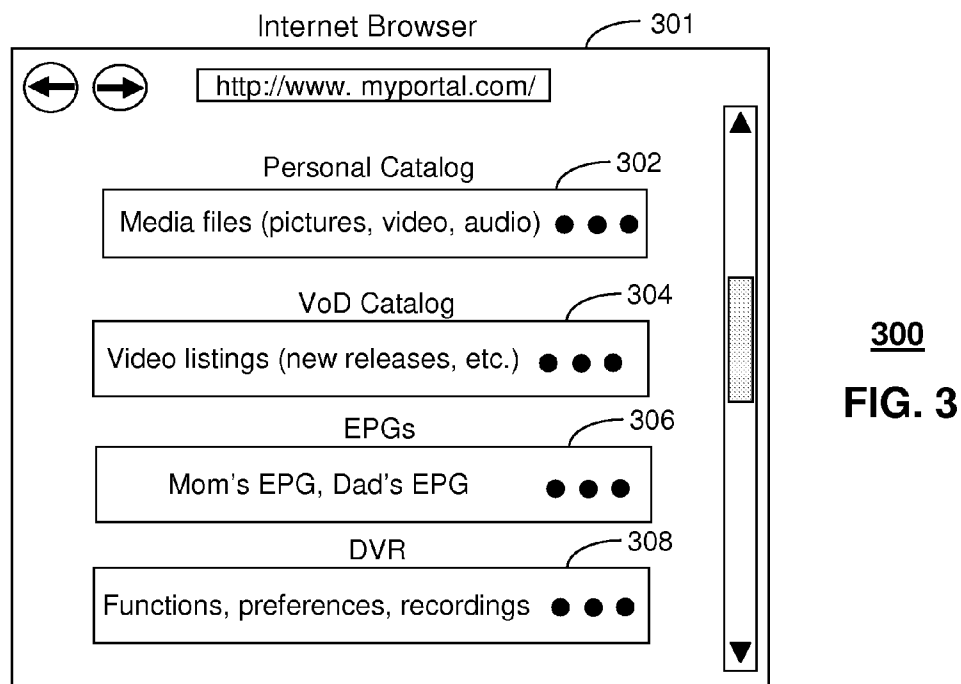 Internet Browser
301
http://www. myportal.com/
Personal Catalog
302
Media files (pictures, video, audio)
VoD Catalog
304
Video listings (new releases, etc.)
300
FIG. 3
EPGs
306
Mom's EPG, Dad's EPG
DVR
308
Functions, preferences, recordings